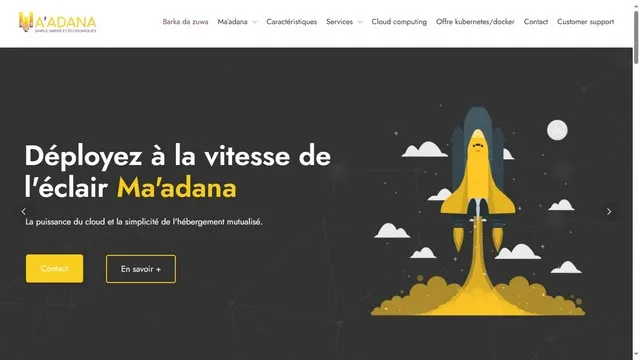 MA'ADANA
SIMPLE, RAPIDE ET ÉCONOMIQUES
Barka da zuwa
Ma'adana
Caractéristiques
Services
Cloud computing
Offre kubernetes/docker
Contact
Customer support
Déployez à la vitesse de
l'éclair Ma'adana
La puissance du cloud et la simplicité de l'hébergement mutualisé.
Contact
En savoir +